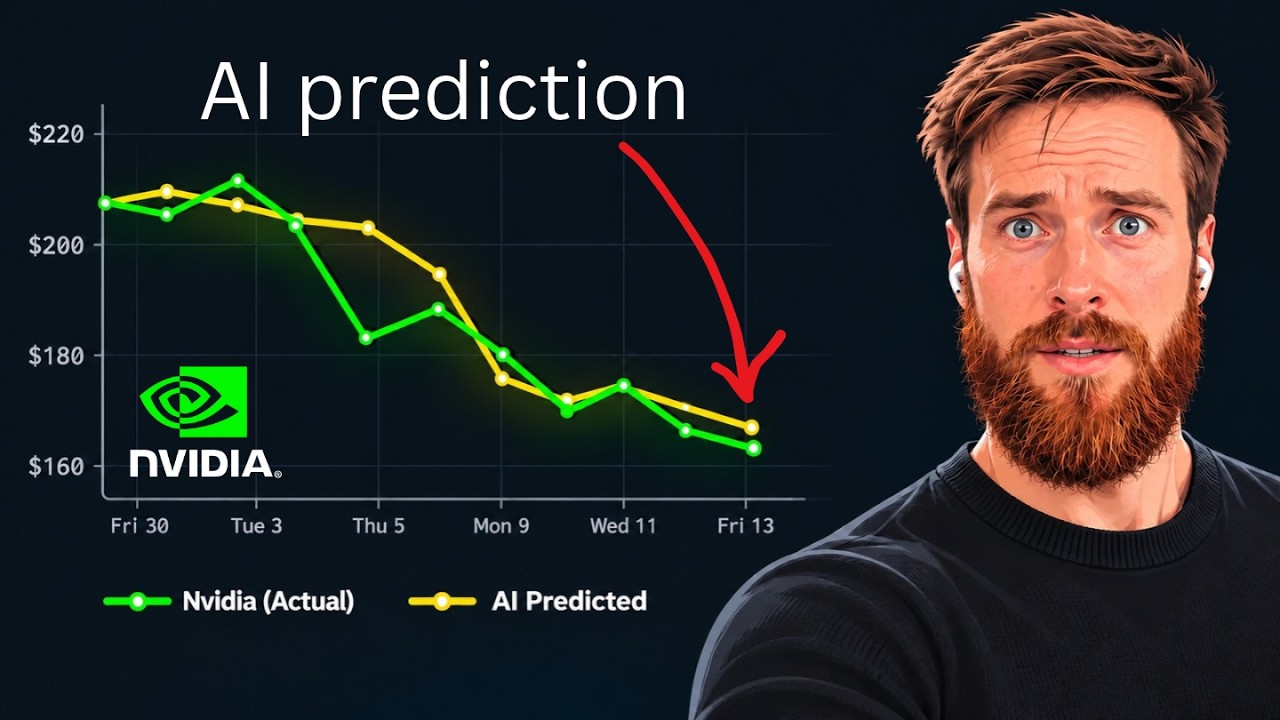 AI prediction
$220
$200
$180
$160
NVIDIA®
Fri 30 Tue 3 Thu 5 Mon 9 Wed 11 Fri 13
Nvidia (Actual) AI Predicted